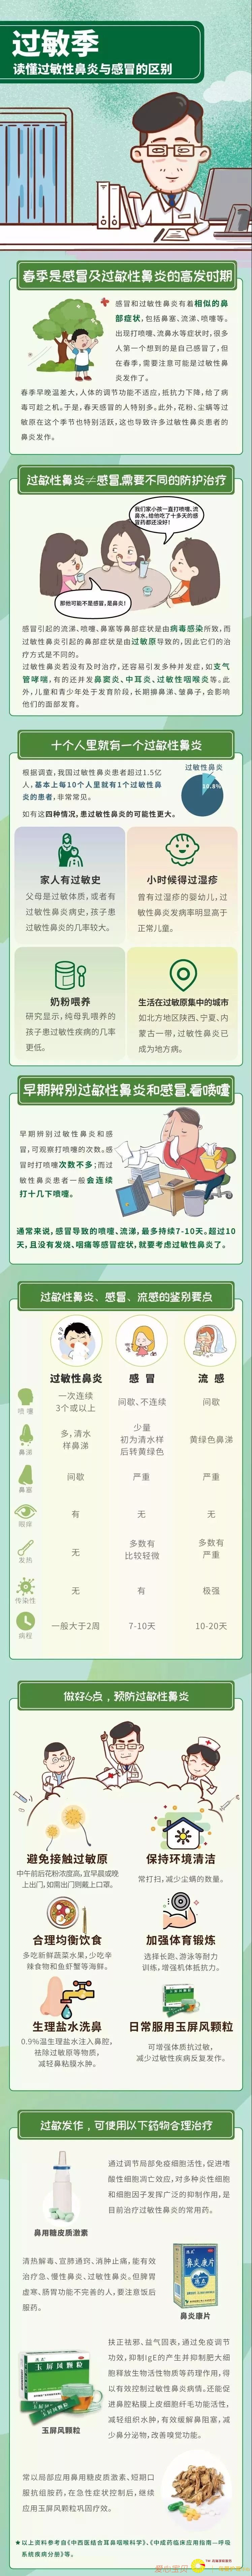 过敏季
读懂过敏性鼻炎与感冒的区别
春季是感冒及过敏性鼻炎的高发时期
感冒和过敏性鼻炎有着相似的鼻
部症状,包括鼻塞、流涕、喷嚏等。
出现打喷嚏、流鼻水等症状时,很多
人第一个想到的是自己感冒了,但
在春季,需要注意可能是过敏性鼻
炎发作了。
春季早晚温差大,人体的调节功能不适应,抵抗力下降,给了病
毒可趁之机。于是,春天感冒的人特别多。此外,花粉、尘螨等过
敏原在这个季节也特别活跃,这也导致许多过敏性鼻炎患者的
鼻炎发作。
过敏性鼻炎≠感冒,需要不同的防护治疗
我们家小孩一直打喷嚏、流
鼻水,给他吃了十多天的感
冒药都还没好!
那他可能不是感冒,是鼻炎!
感冒引起的流涕、喷嚏、鼻塞等鼻部症状是由病毒感染所致,而
过敏性鼻炎引起的鼻部症状是由过敏原导致的,因此它们的治
疗方式是不同的。
过敏性鼻炎若没有及时治疗,还容易引发多种并发症,如支气
管哮喘,有的还并发鼻窦炎、中耳炎、过敏性咽喉炎等。此
外,儿童和青少年处于发育阶段,长期擤鼻涕、皱鼻子,会影响
他们的面部发育。
十个人里就有一个过敏性鼻炎
根据调查,我国过敏性鼻炎患者超过1.5亿
人,基本上每10个人里就有1个过敏性鼻
炎的患者,非常常见。
过敏性鼻炎
如有这四种情况,患过敏性鼻炎的可能性更大。
家人有过敏史
父母是过敏体质,或者有
过敏性鼻炎病史,孩子患
过敏性鼻炎的几率较大。
小时候得过湿疹
曾有过湿疹的婴幼儿,过
敏性鼻炎发病率明显高于
正常儿童。
奶粉喂养
研究显示,纯母乳喂养的
孩子患过敏性疾病的几率
更低。
生活在过敏原集中的城市
如北方地区陕西、宁夏、内
蒙古一带,过敏性鼻炎已
成为地方病。
早期辨别过敏性鼻炎和感冒,看喷嚏
早期辨别过敏性鼻炎和感
冒,可观察打喷嚏的次数。感
冒时打喷嚏次数不多;而过
敏性鼻炎患者一般会连续
打十几下喷嚏。
通常来说,感冒导致的喷嚏、流涕,最多持续7-10天。超过10
天,且没有发烧、咽痛等感冒症状,就要考虑过敏性鼻炎了。
过敏性鼻炎、感冒、流感的鉴别要点
过敏性鼻炎 感 冒 流 感
喷嚏 一次连续3个或以上 间歇、不连续 间歇
鼻涕 多,清水样鼻涕 少量初为清水样后转黄绿色 黄绿色鼻涕
鼻塞 间歇 严重 严重
眼痒 有 无 无
发热 无 多数有比较轻微 多数有严重
传染性 无 有 极强
病程 一般大于2周 7-10天 10-20天
做好6点,预防过敏性鼻炎
避免接触过敏原
中午前后花粉浓度高,宜早晨或晚
上出门,如需出门则戴上口罩。
保持环境清洁
常打扫,减少尘螨的数量。
合理均衡饮食
多吃新鲜蔬菜水果,少吃辛
辣食物和鱼虾蟹等海鲜。
加强体育锻炼
选择长跑、游泳等耐力
训练,增强机体抵抗力。
生理盐水洗鼻
0.9%温生理盐水注入鼻腔,
祛除过敏原等物质,
减轻鼻粘膜水肿。
日常服用玉屏风颗粒
可增强体质抗过敏,
减少过敏性疾病反复发作。
过敏发作,可使用以下药物合理治疗
鼻用糖皮质激素
通过调节局部免疫细胞活性,促进嗜
酸性细胞凋亡效应,对多种炎性细胞
和细胞因子发挥广泛的抑制作用,是
目前治疗过敏性鼻炎的常用药。
清热解毒、宣肺通窍、消肿止痛,能有效
治疗急、慢性鼻炎、过敏性鼻炎。但脾胃
虚寒、肠胃功能不完善的人,要注意饭后
服药。
鼻炎康片
鼻炎康片
玉屏风颗粒
玉屏风颗粒
扶正祛邪、益气固表,通过免疫调节
功效,抑制IgE的产生并抑制肥大细
胞释放生物活性物质等药理作用,得
以有效控制过敏性鼻炎病情,还能促
进鼻腔粘膜上皮细胞纤毛功能活性,
减轻组织水肿,有效缓解鼻阻塞,减
少鼻分泌物,改善嗅觉功能。
常以局部应用鼻用糖皮质激素、短期口
服抗组胺药,在急性症状控制后,继续
应用玉屏风颗粒巩固疗效。
★以上资料参考自《中西医结合耳鼻咽喉科学》、《中成药临床应用指南—呼吸
系统疾病分册》等。